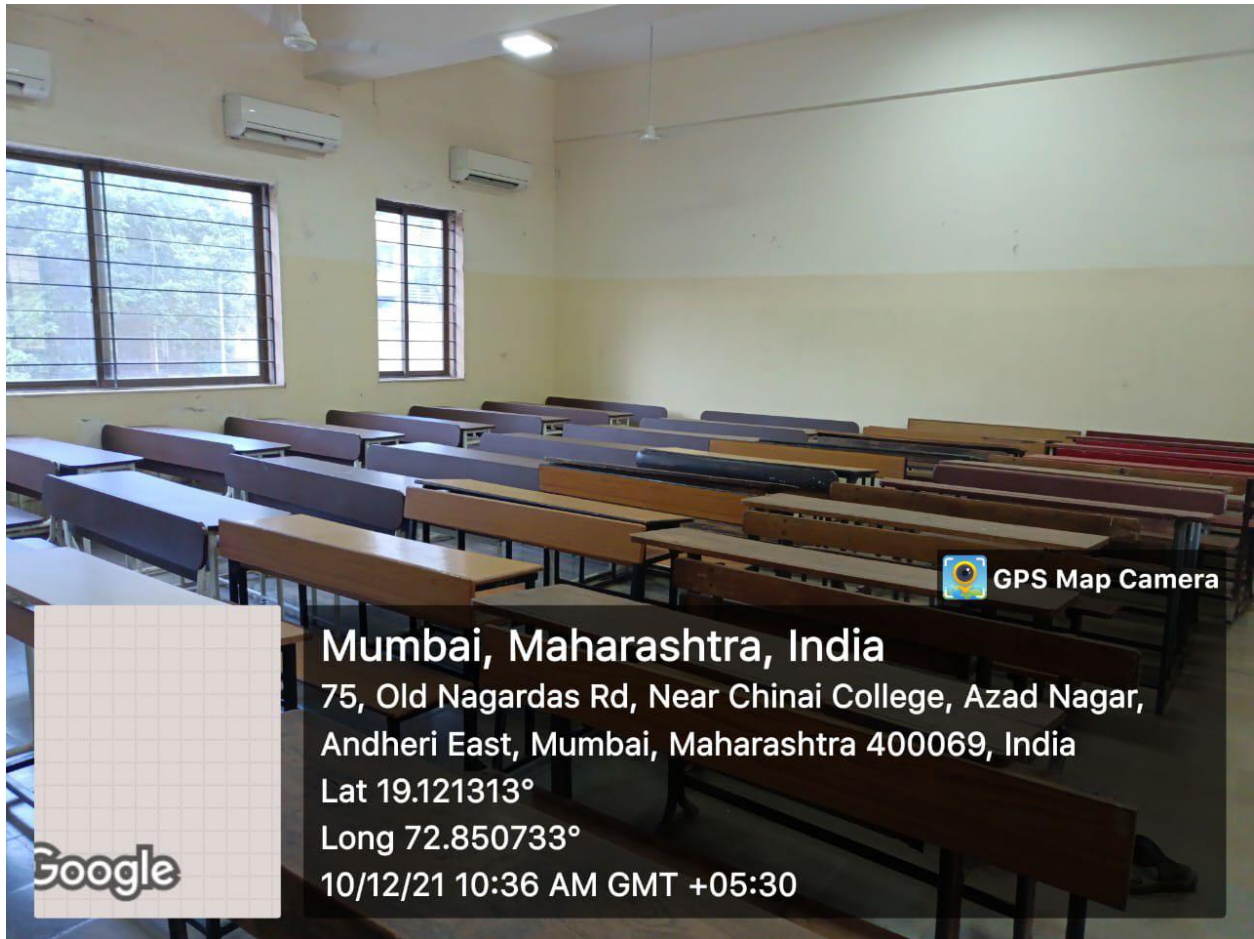 GPS Map Camera
Mumbai, Maharashtra, India
75, Old Nagardas Rd, Near Chinai College, Azad Nagar,
Andheri East, Mumbai, Maharashtra 400069, India
Lat 19.121313°
Long 72.850733°
10/12/21 10:36 AM GMT +05:30
Google